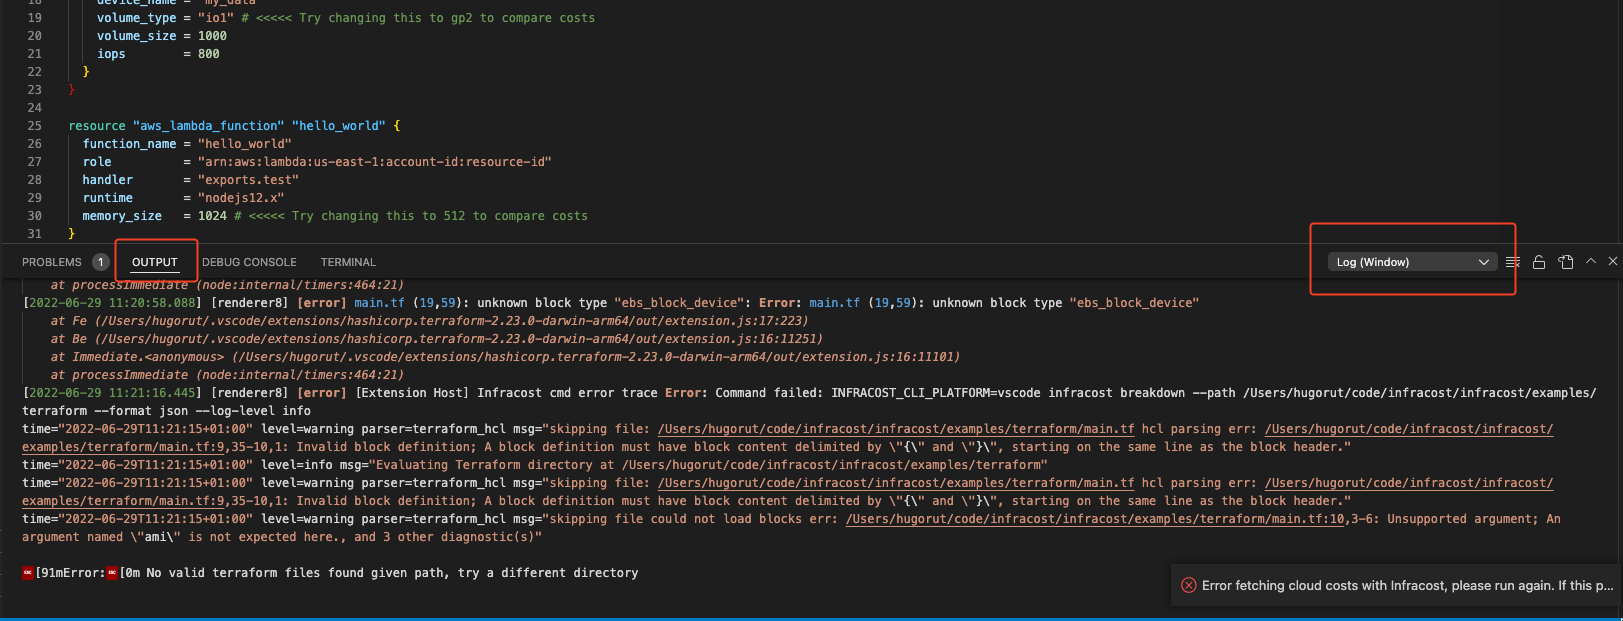 18 device_name = "my_data"
19 volume_type = "io1" # <<<<< Try changing this to gp2 to compare costs
20 volume_size = 1000
21 iops = 800
22 }
23 }
24
25 resource "aws_lambda_function" "hello_world" {
26 function_name = "hello_world"
27 role = "arn:aws:lambda:us-east-1:account-id:resource-id"
28 handler = "exports.test"
29 runtime = "nodejs12.x"
30 memory_size = 1024 # <<<<< Try changing this to 512 to compare costs
31 }
PROBLEMS 1 OUTPUT DEBUG CONSOLE TERMINAL Log (Window)
at processImmediate (node:internal/timers:464:21)
[2022-06-29 11:20:58.088] [renderer8] [error] main.tf (19,59): unknown block type "ebs_block_device": Error: main.tf (19,59): unknown block type "ebs_block_device"
at Fe (/Users/hugorut/.vscode/extensions/hashicorp.terraform-2.23.0-darwin-arm64/out/extension.js:17:223)
at Be (/Users/hugorut/.vscode/extensions/hashicorp.terraform-2.23.0-darwin-arm64/out/extension.js:16:11251)
at Immediate.<anonymous> (/Users/hugorut/.vscode/extensions/hashicorp.terraform-2.23.0-darwin-arm64/out/extension.js:16:11101)
at processImmediate (node:internal/timers:464:21)
[2022-06-29 11:21:16.445] [renderer8] [error] [Extension Host] Infracost cmd error trace Error: Command failed: INFRACOST_CLI_PLATFORM=vscode infracost breakdown --path /Users/hugorut/code/infracost/infracost/examples/
terraform --format json --log-level info
time="2022-06-29T11:21:15+01:00" level=warning parser=terraform_hcl msg="skipping file: /Users/hugorut/code/infracost/infracost/examples/terraform/main.tf hcl parsing err: /Users/hugorut/code/infracost/infracost/
examples/terraform/main.tf:9,35-10,1: Invalid block definition; A block definition must have block content delimited by \"{\" and \"}\", starting on the same line as the block header."
time="2022-06-29T11:21:15+01:00" level=info msg="Evaluating Terraform directory at /Users/hugorut/code/infracost/infracost/examples/terraform"
time="2022-06-29T11:21:15+01:00" level=warning parser=terraform_hcl msg="skipping file: /Users/hugorut/code/infracost/infracost/examples/terraform/main.tf hcl parsing err: /Users/hugorut/code/infracost/infracost/
examples/terraform/main.tf:9,35-10,1: Invalid block definition; A block definition must have block content delimited by \"{\" and \"}\", starting on the same line as the block header."
time="2022-06-29T11:21:15+01:00" level=warning parser=terraform_hcl msg="skipping file could not load blocks err: /Users/hugorut/code/infracost/infracost/examples/terraform/main.tf:10,3-6: Unsupported argument; An
argument named \"ami\" is not expected here., and 3 other diagnostic(s)"
ESC[91mError:ESC[0m No valid terraform files found given path, try a different directory
Error fetching cloud costs with Infracost, please run again. If this p...